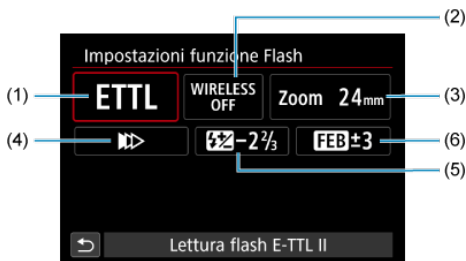 (2)
Impostazioni funzione Flash
(1) ETTL WIRELESS OFF Zoom 24mm (3)
(4) -2⅔ FEB±3 (6)
(5)
Lettura flash E-TTL II